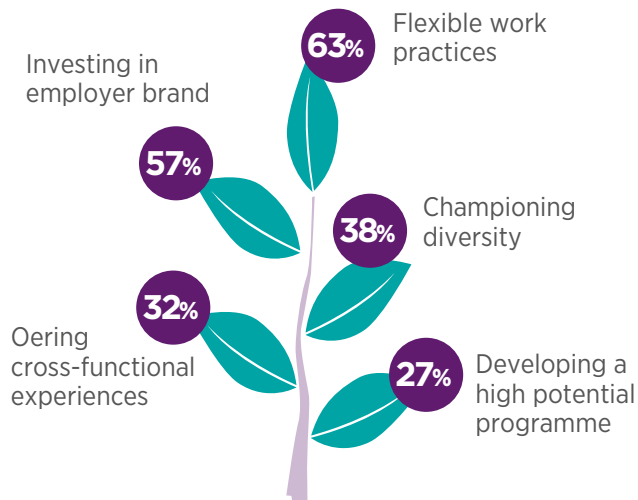 63%
Flexible work
practices
Investing in
employer brand
57%
38%
Championing
diversity
32%
Oering
cross-functional
experiences
27%
Developing a
high potential
programme